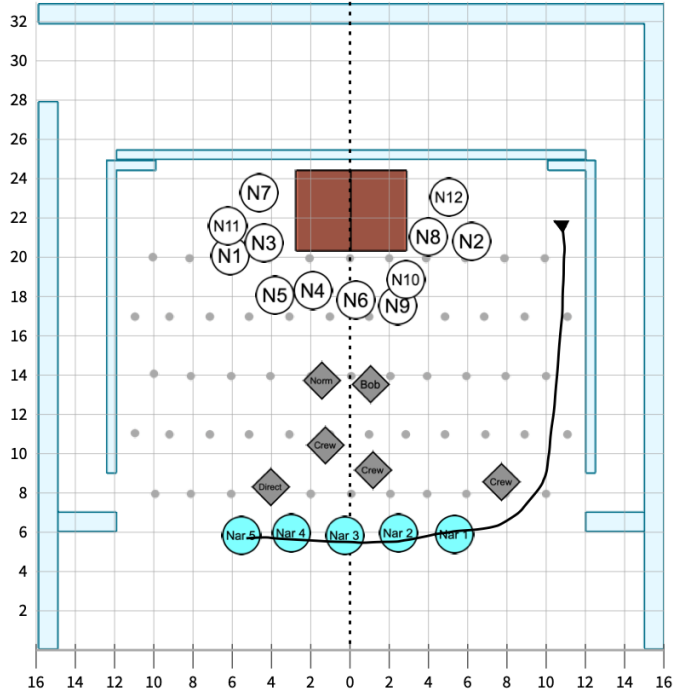 32
30
28
26
24
22
20
18
16
14
12
10
8
6
4
2
N7
N12
N11
N3
N1
N8
N2
N10
N5
N4
N6
N9
Norm
Bob
Crew
Crew
Direct
Crew
Nar 5
Nar 4
Nar 3
Nar 2
Nar 1
16 14 12 10 8 6 4 2 0 2 4 6 8 10 12 14 16